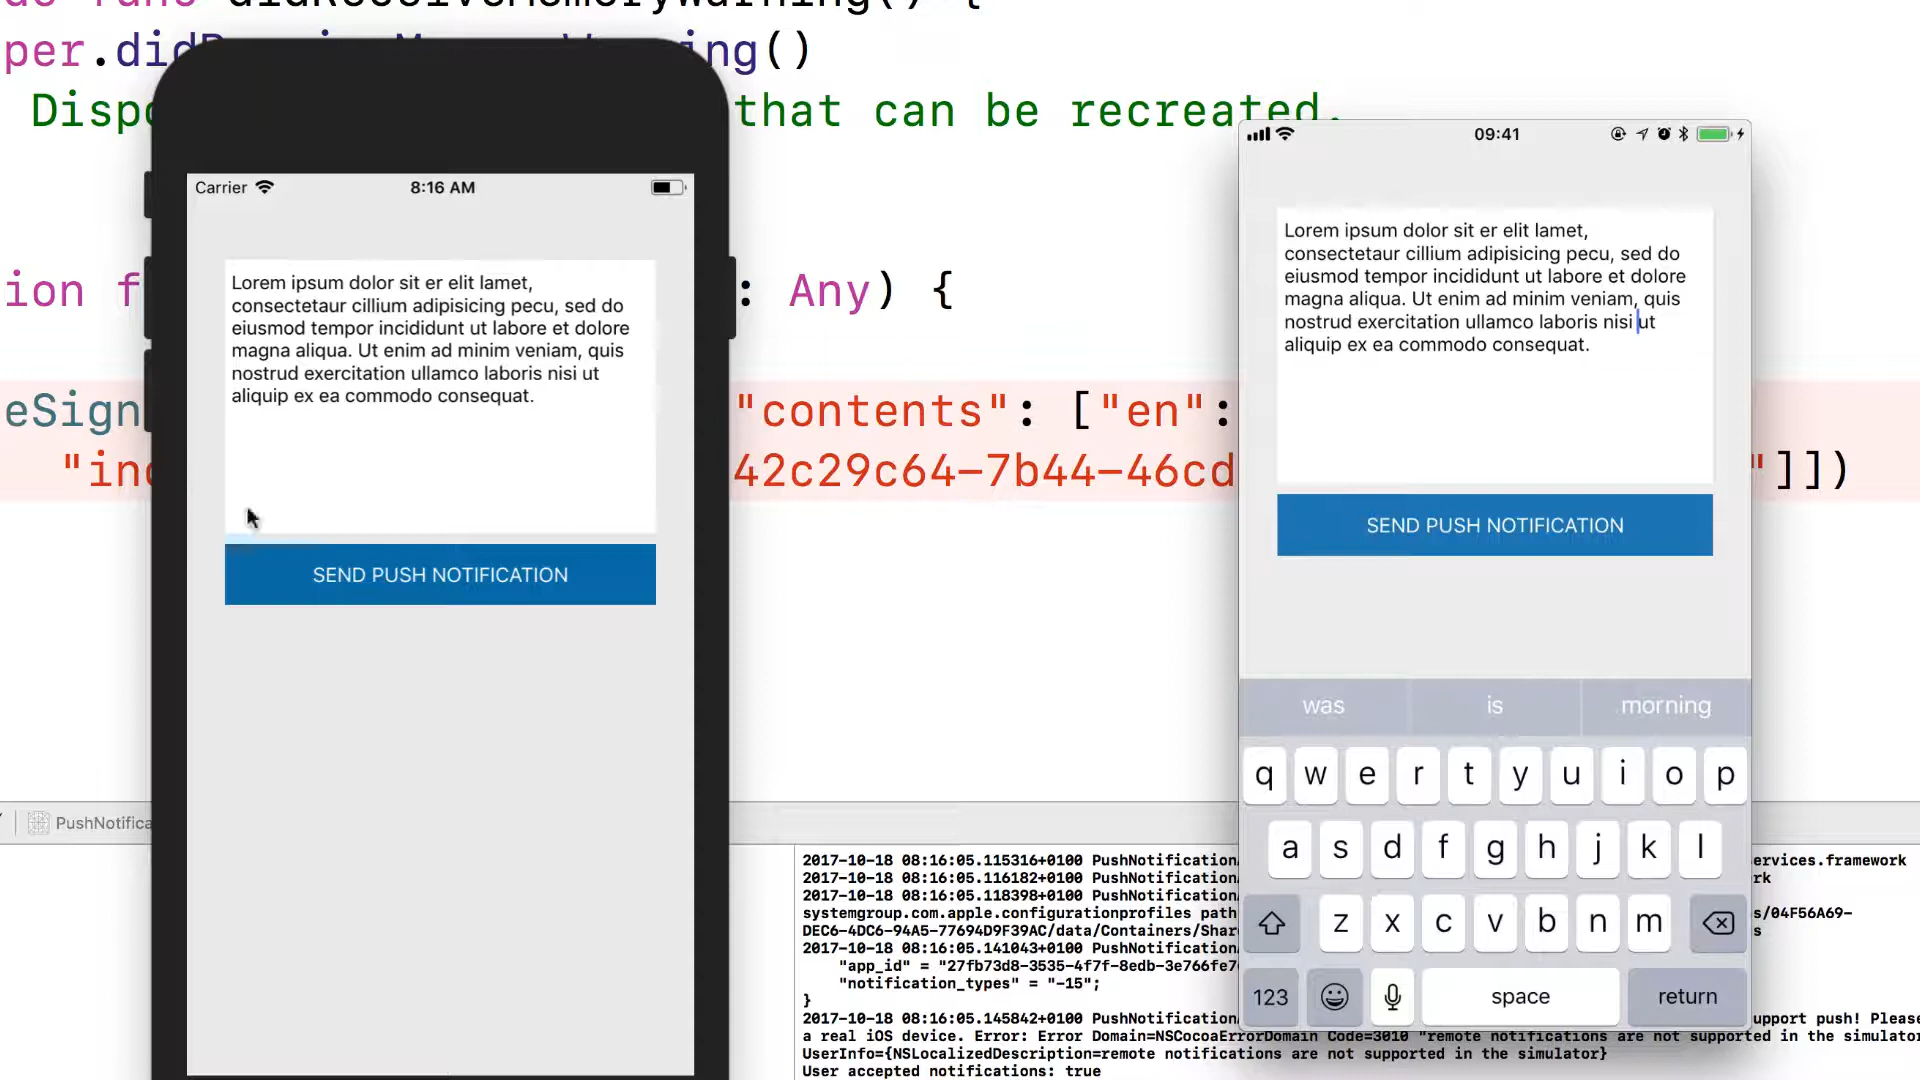 de func didReceiveMemoryWarning() {
per.did
ing()
Dispo
that can be recreated.
ion f
: Any) {
eSign
"contents": ["en":
"inc
42c29c64-7b44-46cd
"]])
Carrier
8:16 AM
Lorem ipsum dolor sit er elit lamet,
consectetaur cillium adipisicing pecu, sed do
eiusmod tempor incididunt ut labore et dolore
magna aliqua. Ut enim ad minim veniam, quis
nostrud exercitation ullamco laboris nisi ut
aliquip ex ea commodo consequat.
SEND PUSH NOTIFICATION
09:41
Lorem ipsum dolor sit er elit lamet,
consectetaur cillium adipisicing pecu, sed do
eiusmod tempor incididunt ut labore et dolore
magna aliqua. Ut enim ad minim veniam, quis
nostrud exercitation ullamco laboris nisi ut
aliquip ex ea commodo consequat.
SEND PUSH NOTIFICATION
was is morning
q w e r t y u i o p
a s d f g h j k l
z x c v b n m
123 space return
PushNotifica
2017-10-18 08:16:05.115316+0100 PushNotification
ervices.framework
2017-10-18 08:16:05.116182+0100 PushNotification
rk
2017-10-18 08:16:05.118398+0100 PushNotification
systemgroup.com.apple.configurationprofiles path
s/04F56A69-
DEC6-4DC6-94A5-77694D9F39AC/data/Containers/Shar
s
2017-10-18 08:16:05.141043+0100 PushNotification
"app_id" = "27fb73d8-3535-4f7f-8edb-3e766fe7
"notification_types" = "-15";
}
2017-10-18 08:16:05.145842+0100 PushNotification
upport push! Please
a real iOS device. Error: Error Domain=NSCocoaErrorDomain Code=3010 "remote notifications are not supported in the simulato
UserInfo={NSLocalizedDescription=remote notifications are not supported in the simulator}
User accepted notifications: true